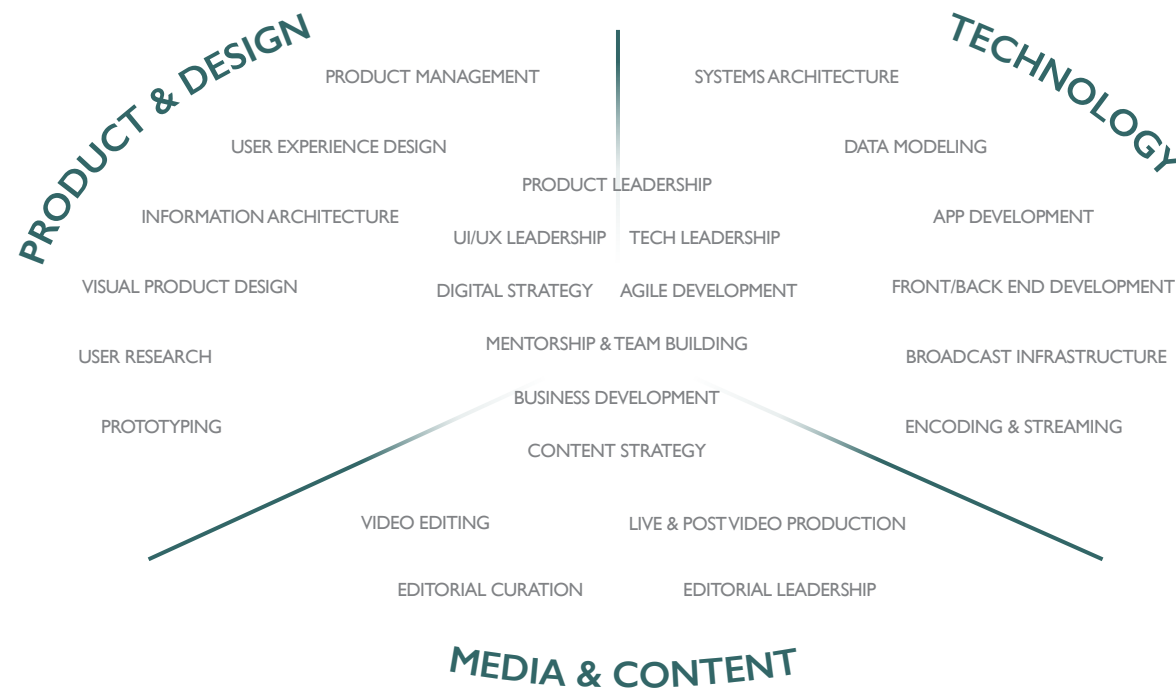 PRODUCT & DESIGN
TECHNOLOGY
PRODUCT MANAGEMENT
SYSTEMS ARCHITECTURE
USER EXPERIENCE DESIGN
DATA MODELING
PRODUCT LEADERSHIP
INFORMATION ARCHITECTURE
APP DEVELOPMENT
UI/UX LEADERSHIP
TECH LEADERSHIP
VISUAL PRODUCT DESIGN
DIGITAL STRATEGY
AGILE DEVELOPMENT
FRONT/BACK END DEVELOPMENT
MENTORSHIP & TEAM BUILDING
USER RESEARCH
BROADCAST INFRASTRUCTURE
BUSINESS DEVELOPMENT
PROTOTYPING
ENCODING & STREAMING
CONTENT STRATEGY
VIDEO EDITING
LIVE & POST VIDEO PRODUCTION
EDITORIAL CURATION
EDITORIAL LEADERSHIP
MEDIA & CONTENT